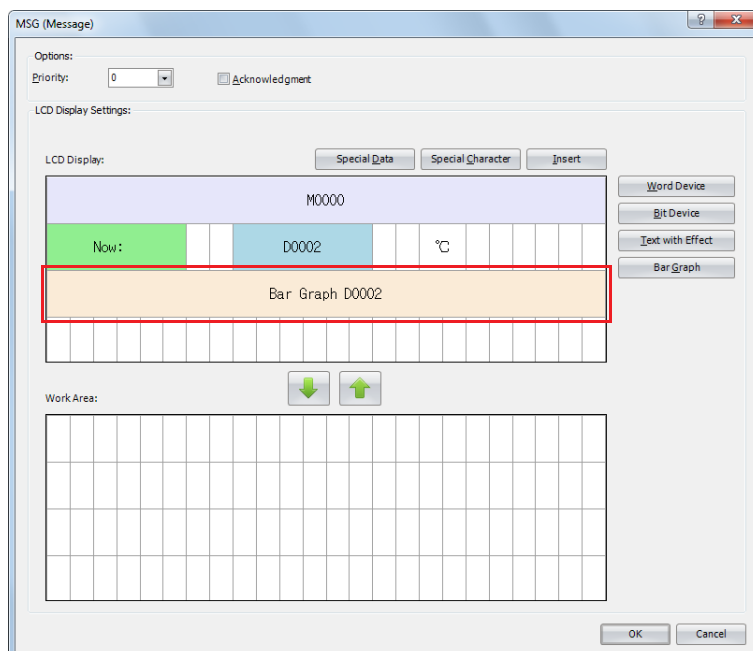 MSG (Message)
Options:
Priority: 0 Acknowledgment
LCD Display Settings:
LCD Display: Special Data Special Character Insert
M0000 Word Device
Bit Device
Now: D0002 ℃ Text with Effect
Bar Graph
Bar Graph D0002
Work Area:
OK Cancel